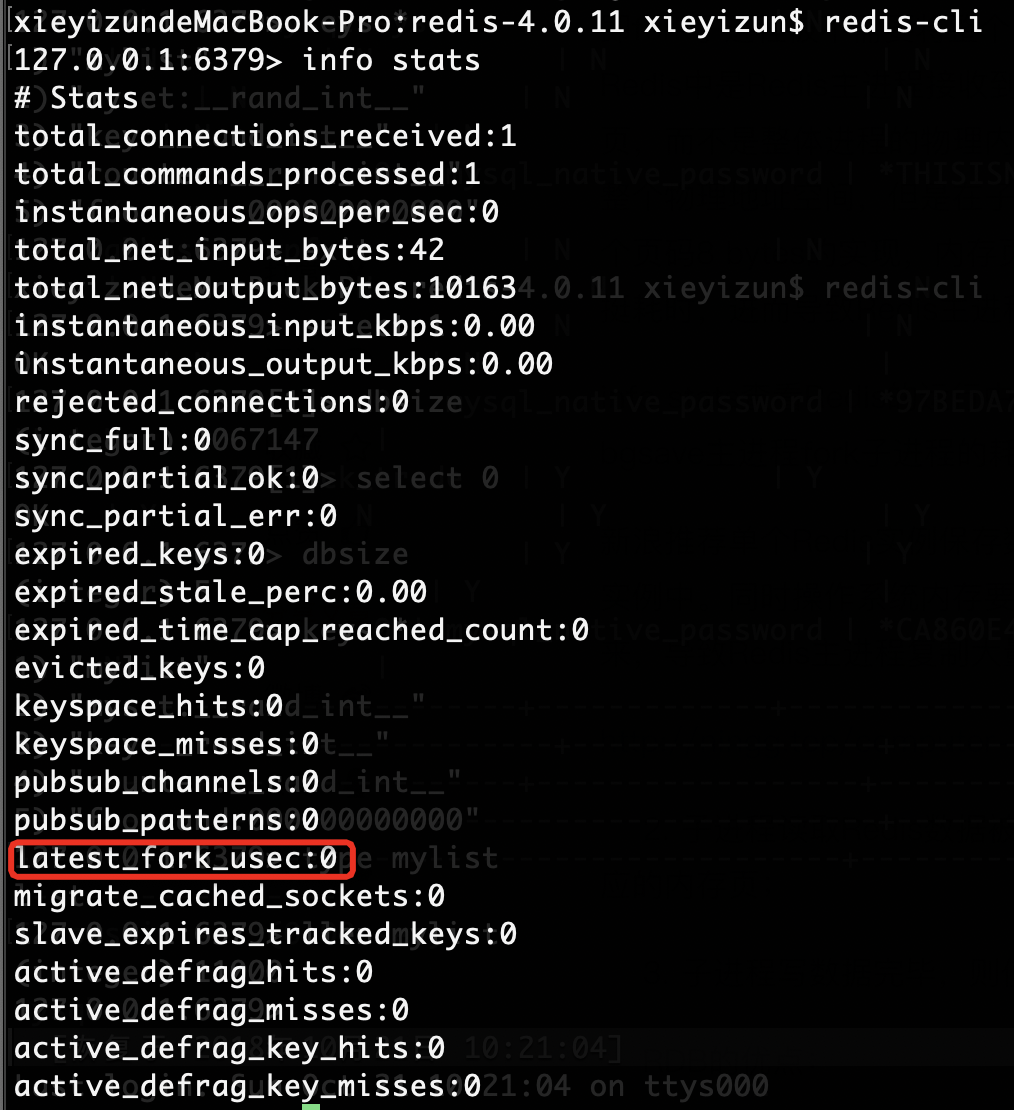 xieyizundeMacBook-Pro:redis-4.0.11 xieyizun$ redis-cli
127.0.0.1:6379> info stats
# Stats
total_connections_received:1
total_commands_processed:1
instantaneous_ops_per_sec:0
total_net_input_bytes:42
total_net_output_bytes:10163
instantaneous_input_kbps:0.00
instantaneous_output_kbps:0.00
rejected_connections:0
sync_full:0
sync_partial_ok:0
sync_partial_err:0
expired_keys:0
expired_stale_perc:0.00
expired_time_cap_reached_count:0
evicted_keys:0
keyspace_hits:0
keyspace_misses:0
pubsub_channels:0
pubsub_patterns:0
latest_fork_usec:0
migrate_cached_sockets:0
slave_expires_tracked_keys:0
active_defrag_hits:0
active_defrag_misses:0
active_defrag_key_hits:0
active_defrag_key_misses:0